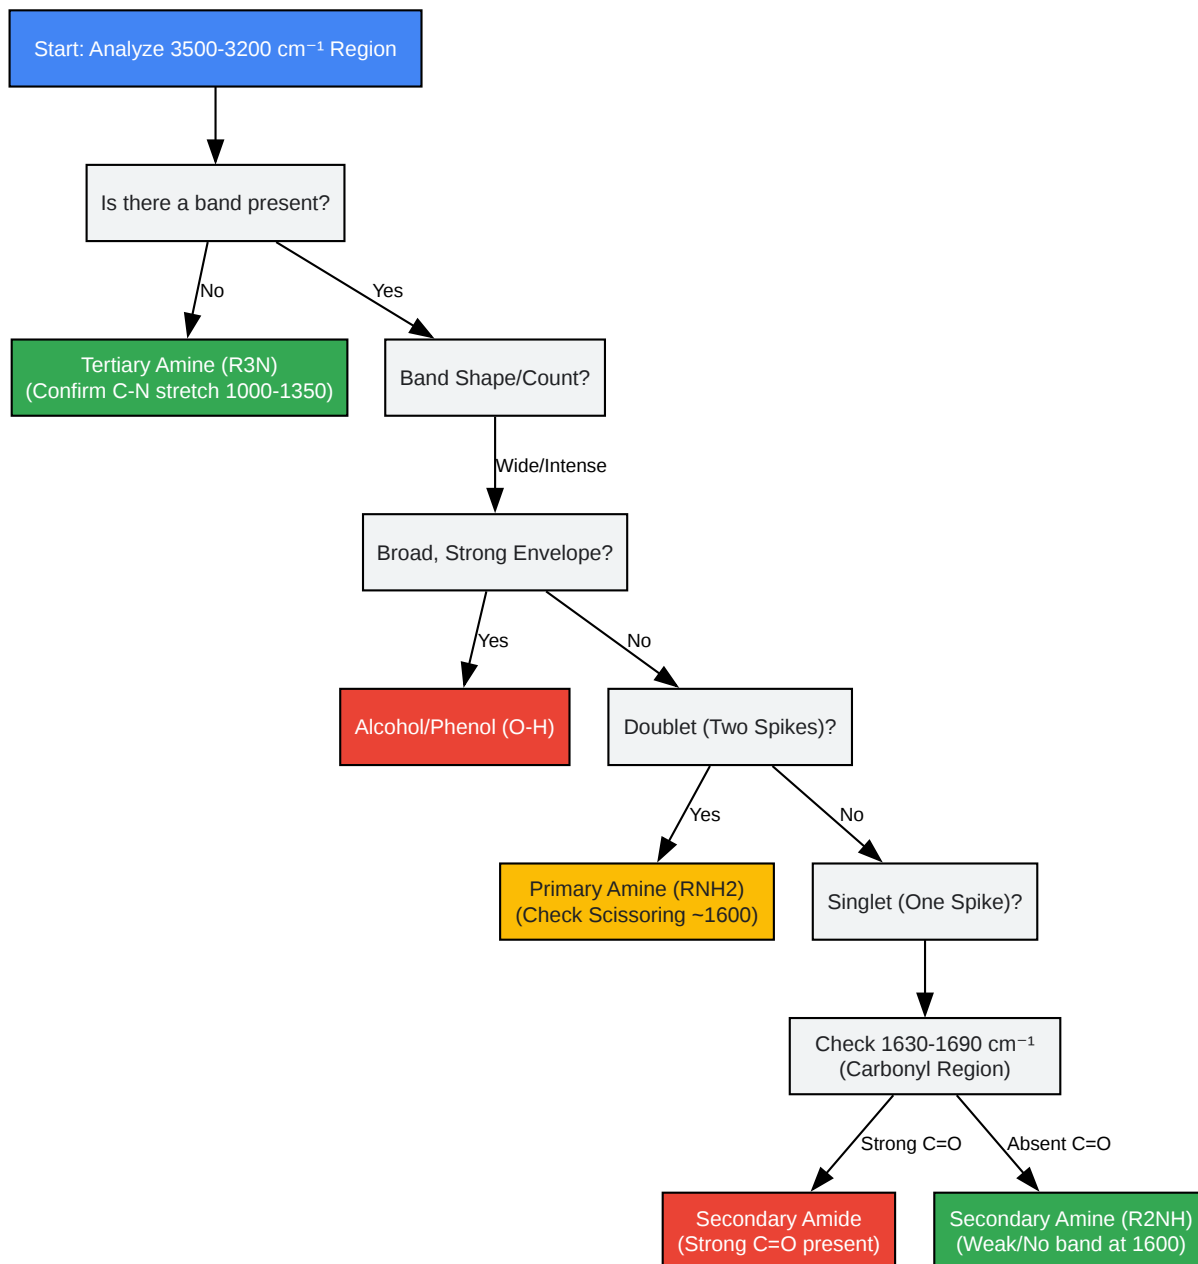 Start: Analyze 3500-3200 cm⁻¹ Region
Is there a band present?
No
Yes
Tertiary Amine (R3N)
(Confirm C-N stretch 1000-1350)
Band Shape/Count?
Wide/Intense
Broad, Strong Envelope?
Yes
No
Alcohol/Phenol (O-H)
Doublet (Two Spikes)?
Yes
No
Primary Amine (RNH2)
(Check Scissoring ~1600)
Singlet (One Spike)?
Check 1630-1690 cm⁻¹
(Carbonyl Region)
Strong C=O
Absent C=O
Secondary Amide
(Strong C=O present)
Secondary Amine (R2NH)
(Weak/No band at 1600)